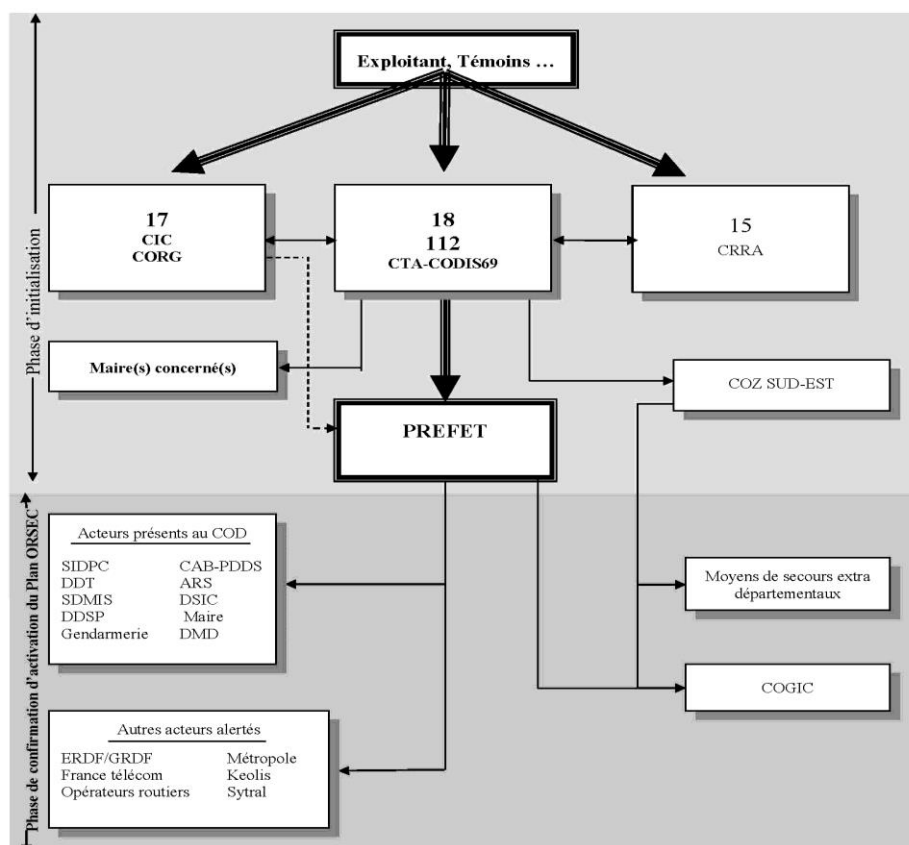 Exploitant, Témoins …
17
CIC
CORG
18
112
CTA-CODIS69
15
CRRA
Phase d'initialisation
Maire(s) concerné(s)
COZ SUD-EST
PREFET
Phase de confirmation d'activation du Plan ORSEC
Acteurs présents au COD
SIDPC CAB-PDDS
DDT ARS
SDMIS DSIC
DDSP Maire
Gendarmerie DMD
Moyens de secours extra
départementaux
COGIC
Autres acteurs alertés
ERDF/GRDF Métropole
France télécom Keolis
Opérateurs routiers Sytral